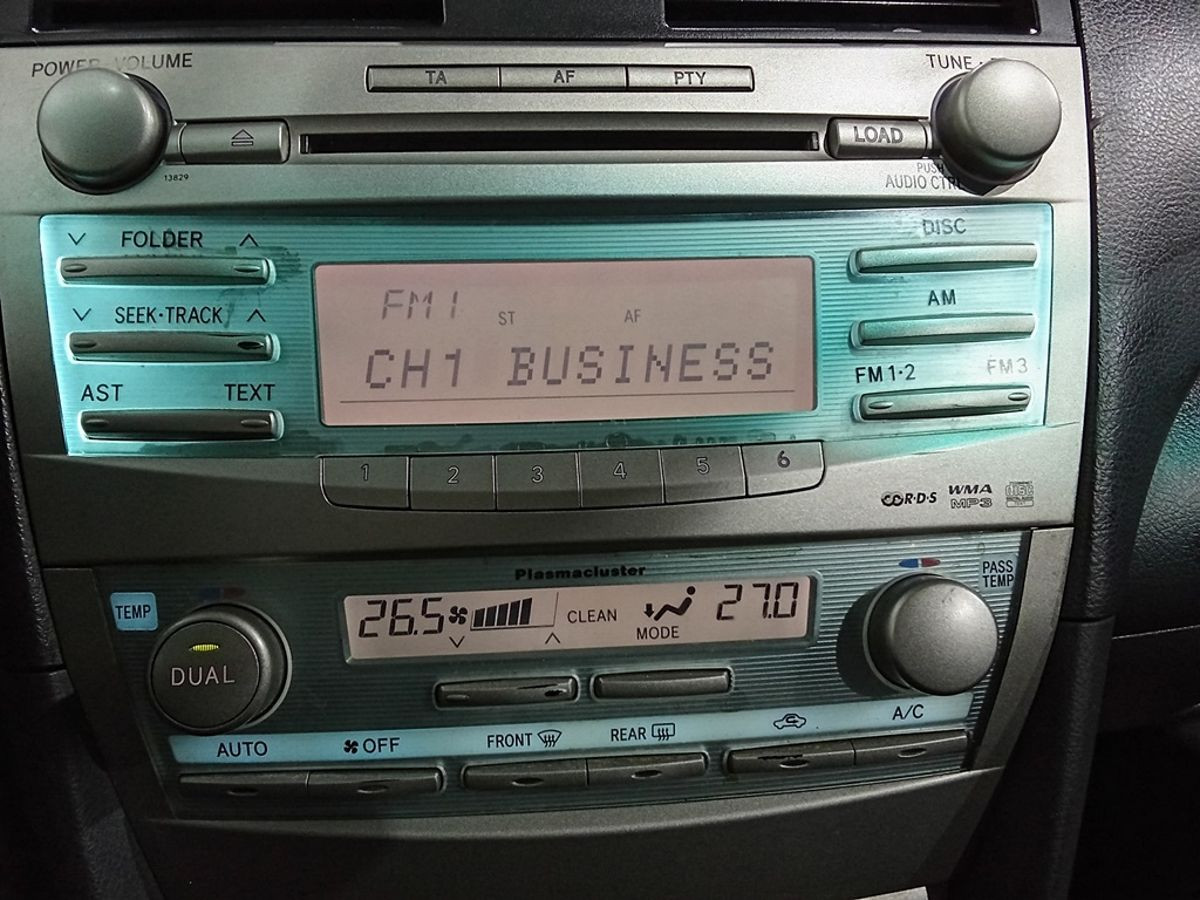 POWER · VOLUME
TA AF PTY
TUNE ·
LOAD
13829
PUSH
AUDIO CTRL
FOLDER
DISC
SEEK·TRACK
AM
AST TEXT
FM1·2 FM3
FM1 ST AF
CH1 BUSINESS
1 2 3 4 5 6
R·D·S WMA
MP3
Plasmacluster
TEMP
PASS
TEMP
26.5 CLEAN 27.0
MODE
DUAL
AUTO OFF FRONT REAR A/C